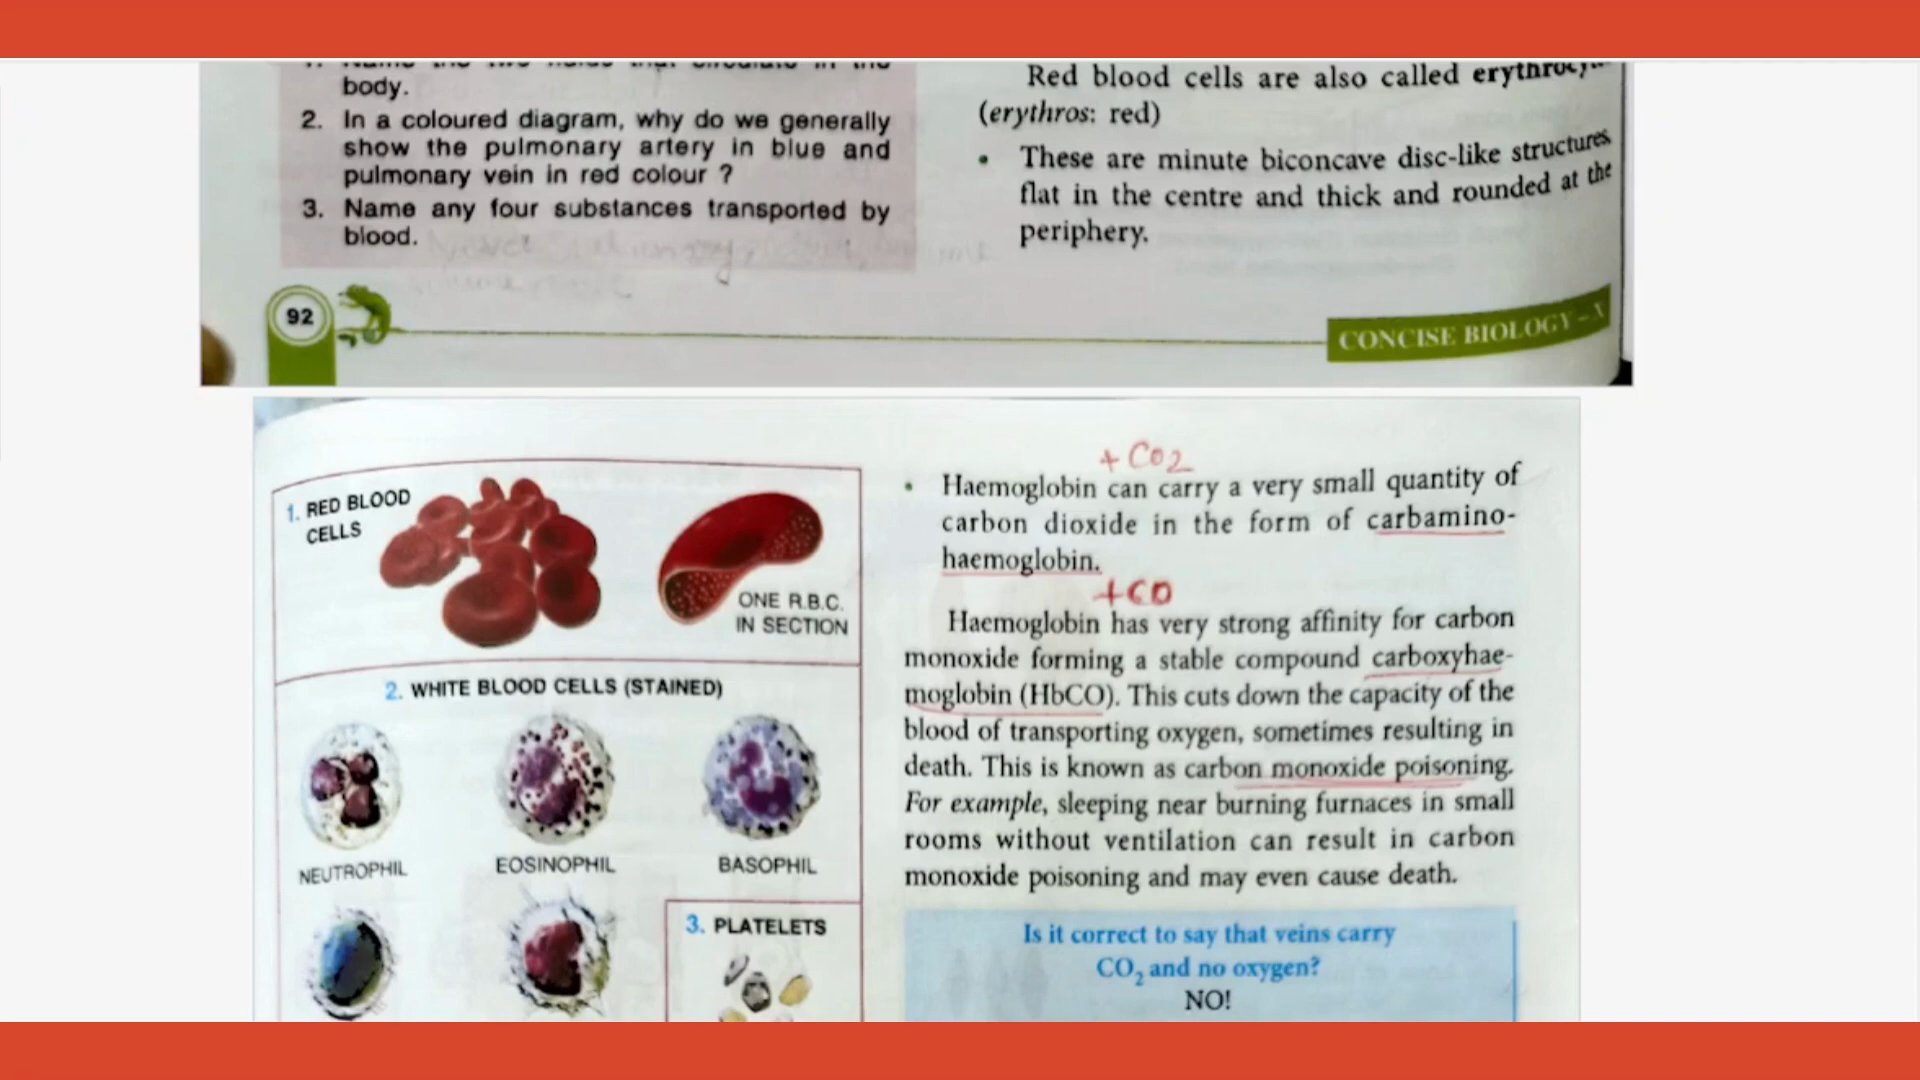 body.
2. In a coloured diagram, why do we generally
show the pulmonary artery in blue and
pulmonary vein in red colour ?
3. Name any four substances transported by
blood.
Red blood cells are also called
(erythros: red)
• These are minute biconcave disc-like structures
flat in the centre and thick and rounded at the
periphery.
92
CONCISE BIOLOGY – X
1. RED BLOOD
CELLS
ONE R.B.C.
IN SECTION
2. WHITE BLOOD CELLS (STAINED)
NEUTROPHIL
EOSINOPHIL
BASOPHIL
3. PLATELETS
+ CO2
• Haemoglobin can carry a very small quantity of
carbon dioxide in the form of carbamino-
haemoglobin.
+CO
Haemoglobin has very strong affinity for carbon
monoxide forming a stable compound carboxyhae-
moglobin (HbCO). This cuts down the capacity of the
blood of transporting oxygen, sometimes resulting in
death. This is known as carbon monoxide poisoning.
For example, sleeping near burning furnaces in small
rooms without ventilation can result in carbon
monoxide poisoning and may even cause death.
Is it correct to say that veins carry
CO₂ and no oxygen?
NO!